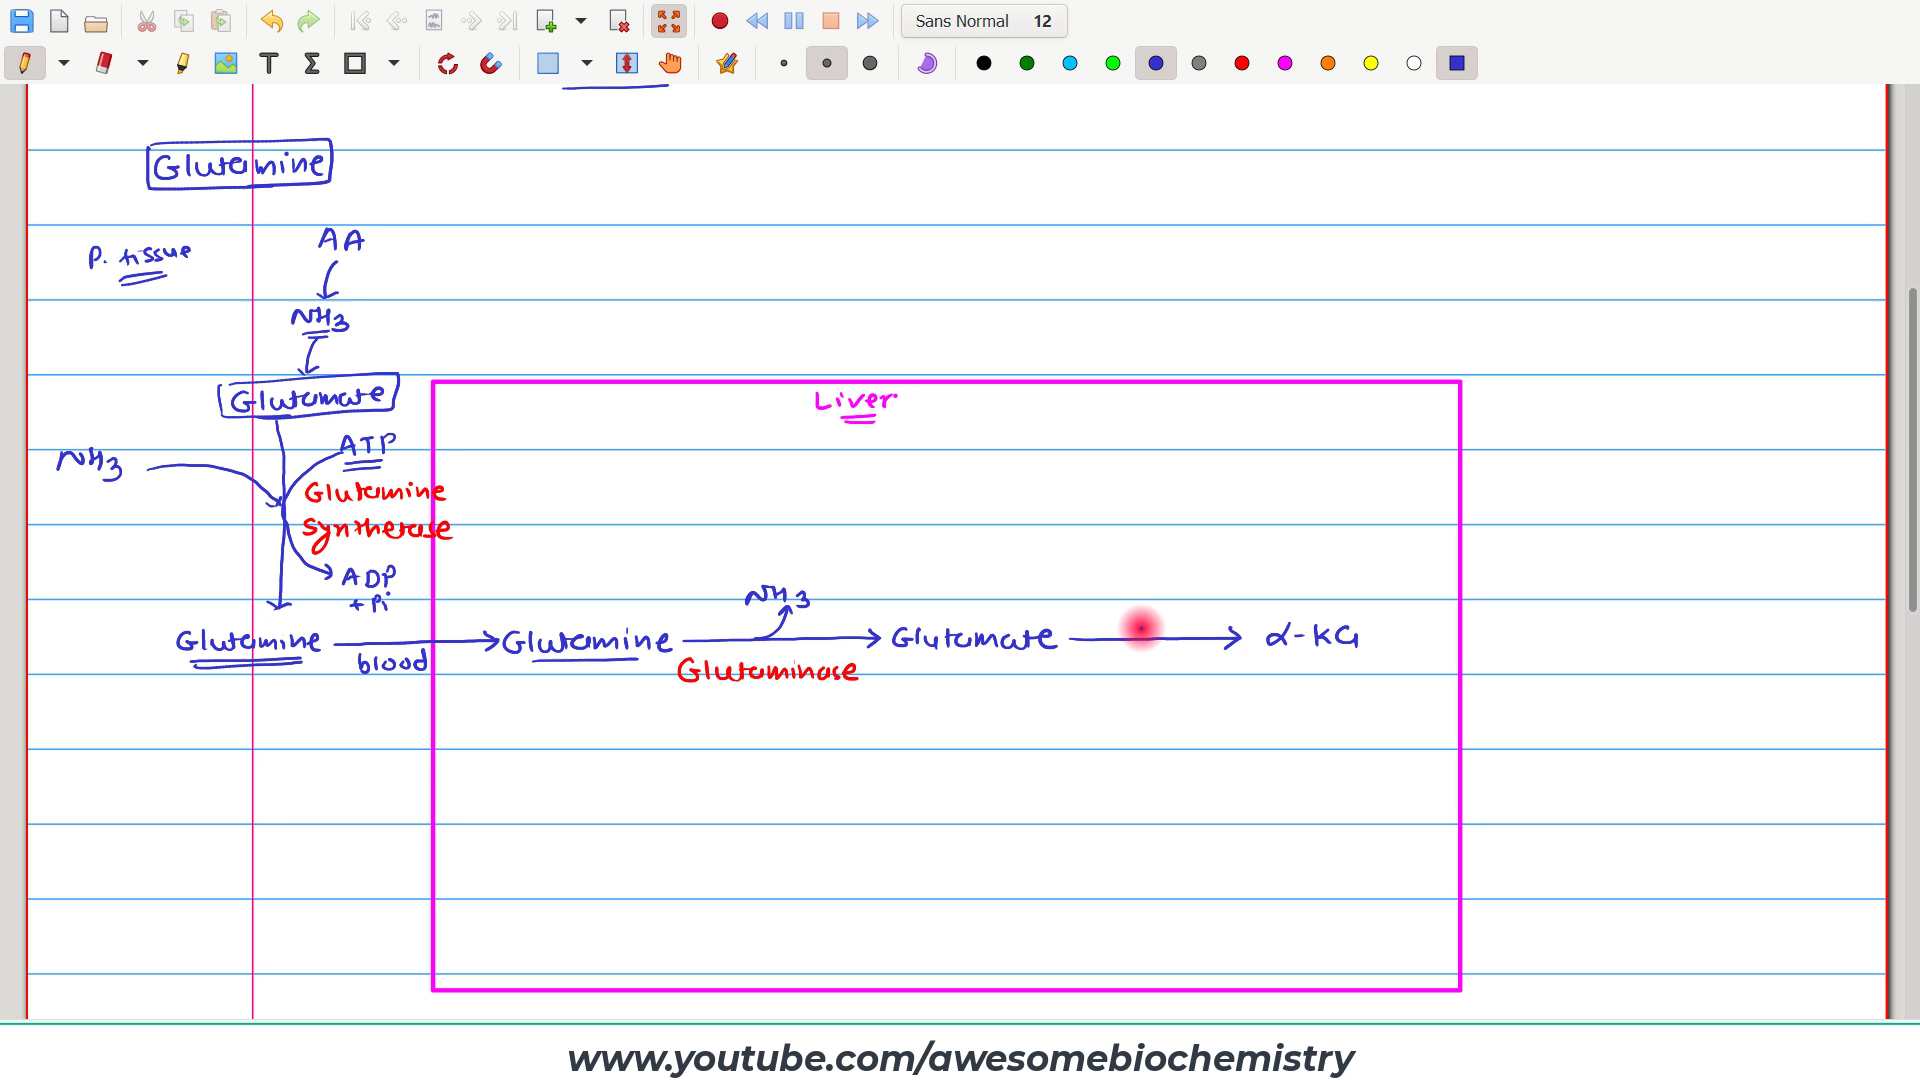 Sans Normal 12
Glutamine
P. tissue
AA
NH3
Glutamate
Liver
NH3
ATP
Glutamine
synthetase
ADP
+ Pi
NH3
Glutamine
blood
Glutamine
Glutaminase
Glutamate
α-KG
www.youtube.com/awesomebiochemistry